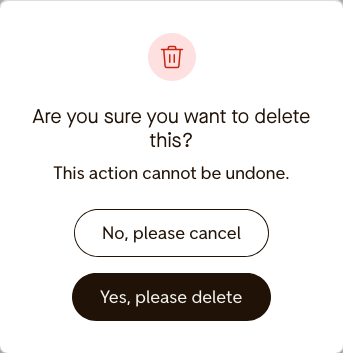 Are you sure you want to delete
this?
This action cannot be undone.
No, please cancel
Yes, please delete